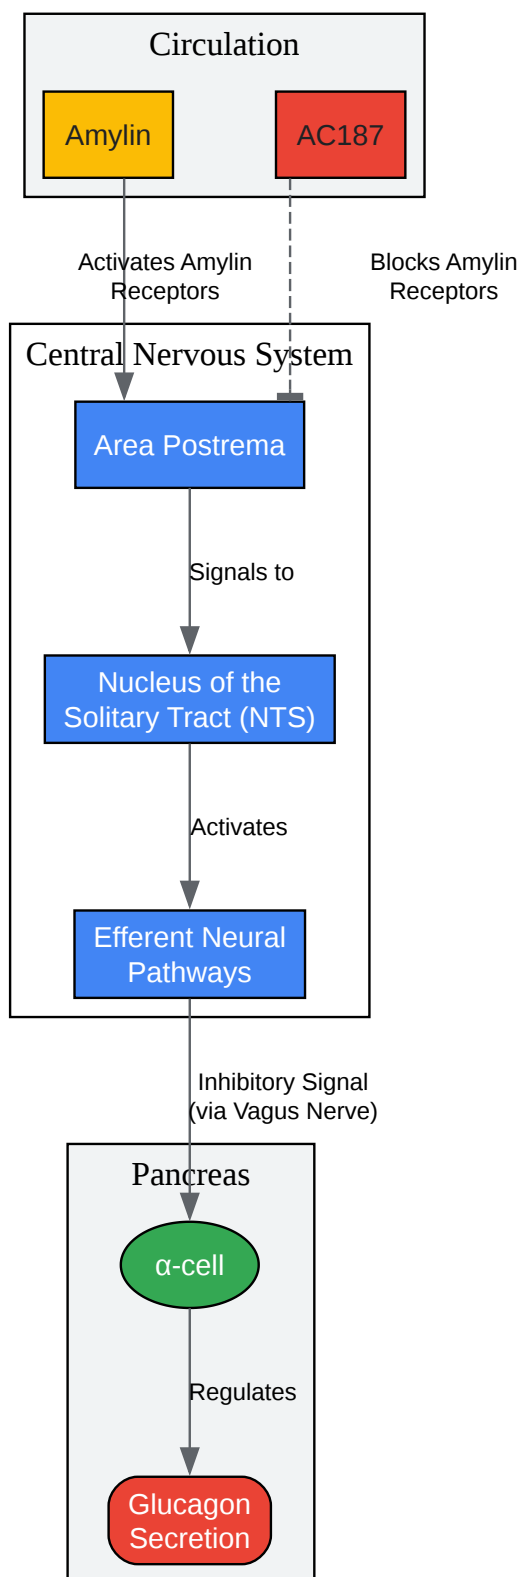 Circulation
Amylin
AC187
Activates Amylin
Receptors
Blocks Amylin
Receptors
Central Nervous System
Area Postrema
Signals to
Nucleus of the
Solitary Tract (NTS)
Activates
Efferent Neural
Pathways
Inhibitory Signal
(via Vagus Nerve)
Pancreas
α-cell
Regulates
Glucagon
Secretion